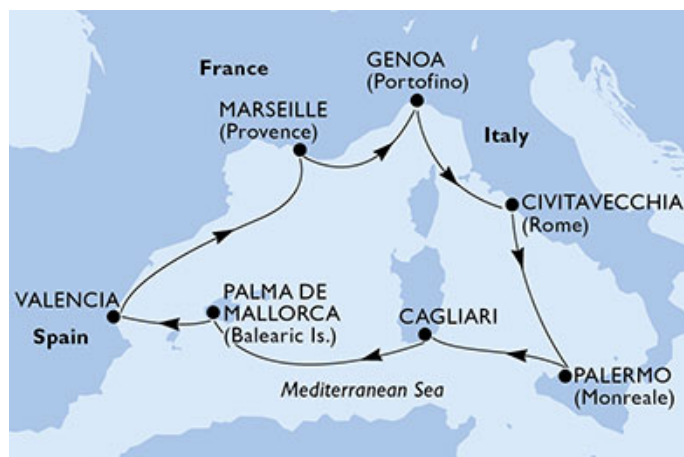 GENOA
(Portofino)
France
MARSEILLE
(Provence)
Italy
CIVITAVECCHIA
(Rome)
VALENCIA
Spain
PALMA DE
MALLORCA
(Balearic Is.)
CAGLIARI
PALERMO
(Monreale)
Mediterranean Sea